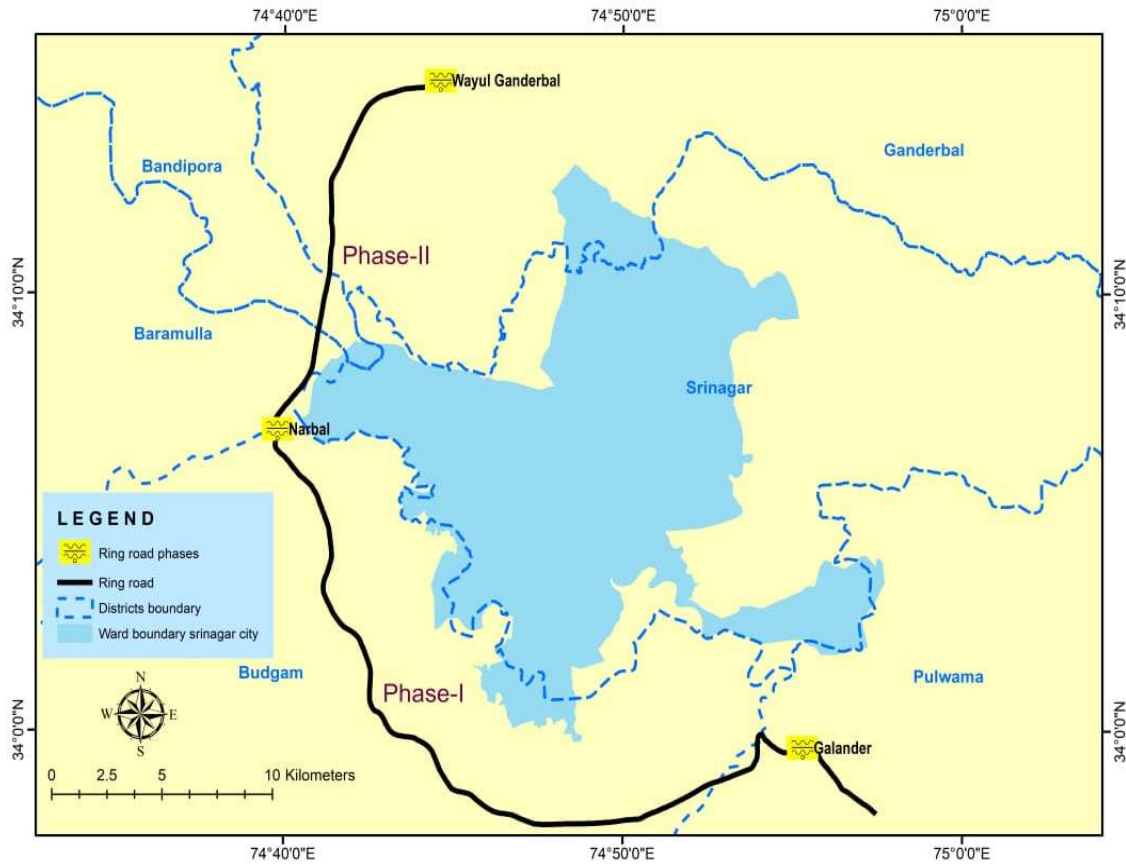 74°40'0"E
74°50'0"E
75°0'0"E
Wayul Ganderbal
Bandipora
Ganderbal
Phase-II
34°10'0"N
34°10'0"N
Baramulla
Srinagar
Narbal
LEGEND
Ring road phases
Ring road
Districts boundary
Ward boundary srinagar city
Budgam
Phase-I
Pulwama
N
W
E
S
34°0'0"N
34°0'0"N
Galander
0 2.5 5 10 Kilometers
74°40'0"E
74°50'0"E
75°0'0"E